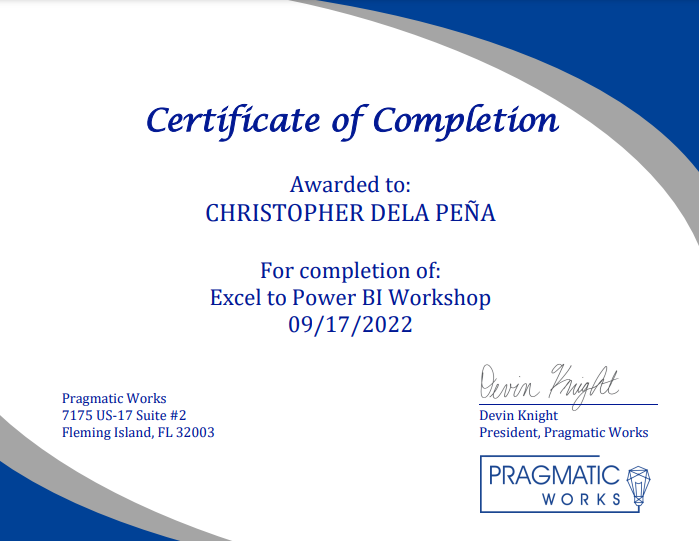 Certificate of Completion
Awarded to:
CHRISTOPHER DELA PEÑA
For completion of:
Excel to Power BI Workshop
09/17/2022
Pragmatic Works
7175 US-17 Suite #2
Fleming Island, FL 32003
Devin Knight
Devin Knight
President, Pragmatic Works
PRAGMATIC
WORKS